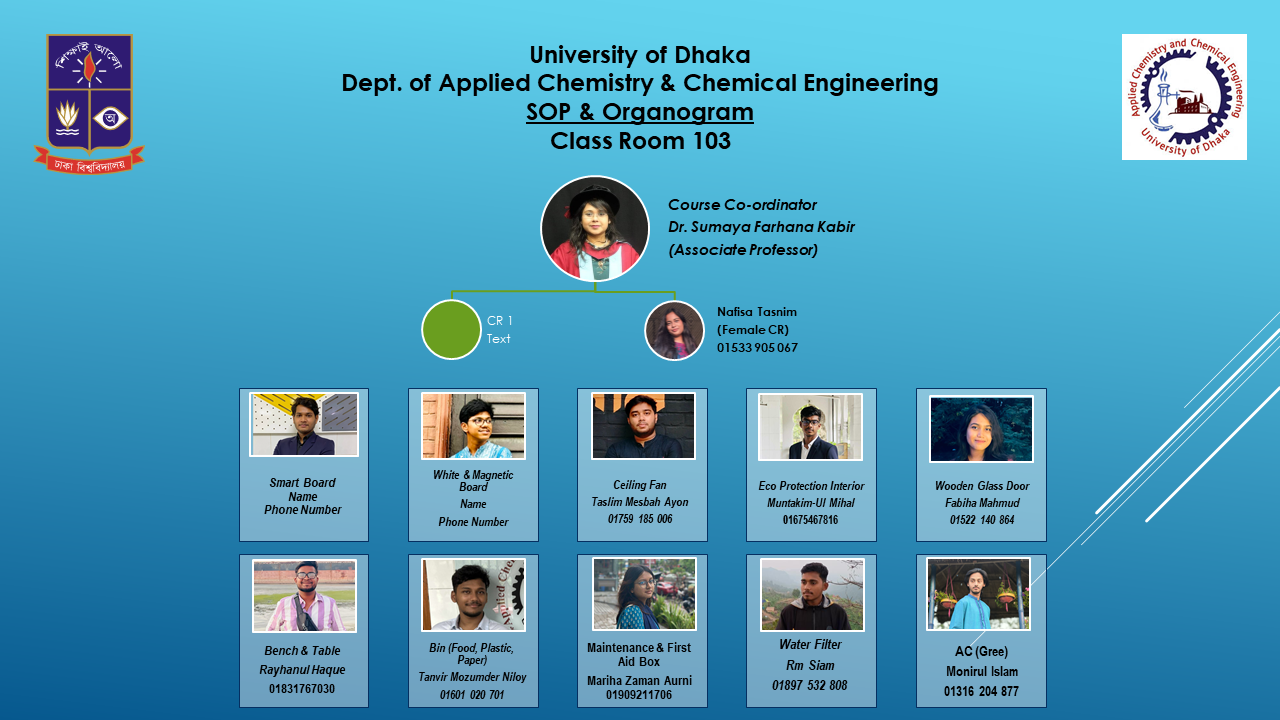 শিক্ষাই আলো
অ
ঢাকা বিশ্ববিদ্যালয়
University of Dhaka
Dept. of Applied Chemistry & Chemical Engineering
SOP & Organogram
Class Room 103
Applied Chemistry and Chemical Engineering
University of Dhaka
Course Co-ordinator
Dr. Sumaya Farhana Kabir
(Associate Professor)
CR 1
Text
Nafisa Tasnim
(Female CR)
01533 905 067
Smart Board
Name
Phone Number
White & Magnetic
Board
Name
Phone Number
Ceiling Fan
Taslim Mesbah Ayon
01759 185 006
Eco Protection Interior
Muntakim-Ul Mihal
01675467816
Wooden Glass Door
Fabiha Mahmud
01522 140 864
Bench & Table
Rayhanul Haque
01831767030
Bin (Food, Plastic,
Paper)
Tanvir Mozumder Niloy
01601 020 701
Maintenance & First
Aid Box
Mariha Zaman Aurni
01909211706
Water Filter
Rm Siam
01897 532 808
AC (Gree)
Monirul Islam
01316 204 877